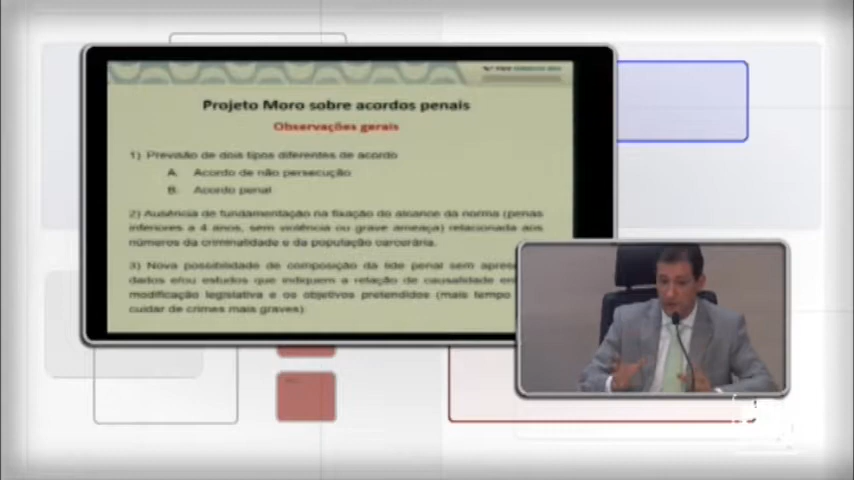 Projeto Moro sobre acordos penais
Observações gerais
1) Previsão de dois tipos diferentes de acordo
A. Acordo de não persecução
B. Acordo penal
2) Ausência de fundamentação na fixação do alcance da norma (penas
inferiores a 4 anos, sem violência ou grave ameaça) relacionada aos
números da criminalidade e da população carcerária.
3) Nova possibilidade de composição da lide penal sem
dados e/ou estudos que indiquem a relação de causalidade
modificação legislativa e os objetivos pretendidos (mais tempo
cuidar de crimes mais graves)